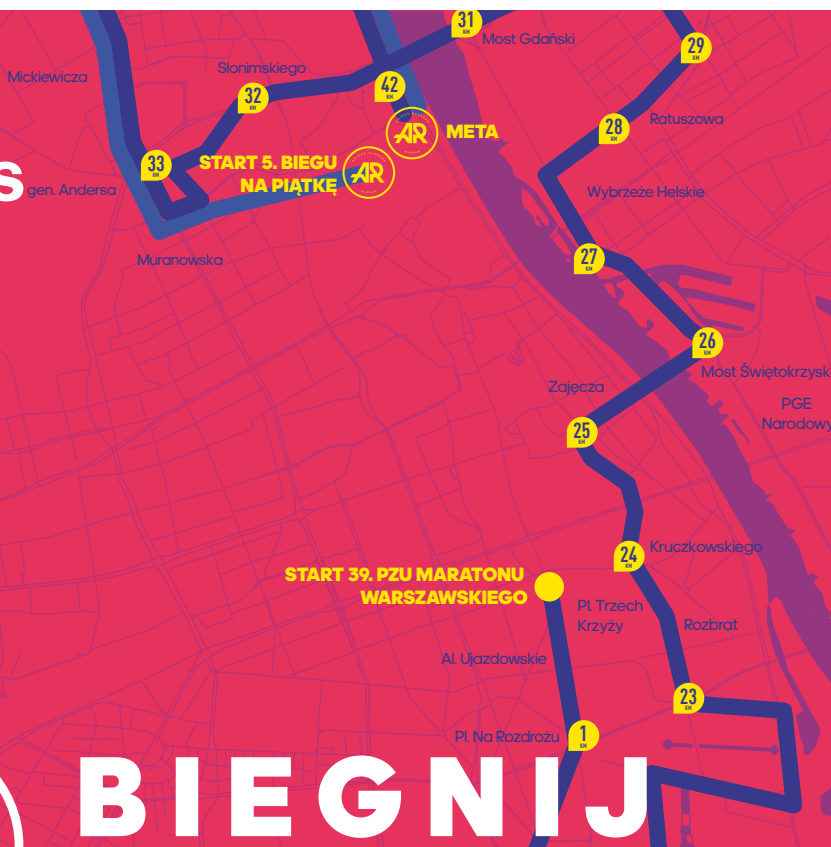 31
KM
Most Gdański
29
KM
Mickiewicza
Słonimskiego
32
KM
42
KM
28
KM
Ratuszowa
AR
META
33
KM
START 5. BIEGU
NA PIĄTKĘ
AR
S
gen. Andersa
Wybrzeże Helskie
Muranowska
27
KM
26
KM
Most Świętokrzysk
Zajęcza
PGE
Narodowy
25
KM
24
KM
Kruczkowskiego
START 39. PZU MARATONU
WARSZAWSKIEGO
Pl. Trzech
Krzyży
Rozbrat
Al. Ujazdowskie
23
KM
Pl. Na Rozdrożu
1
KM
BIEGNIJ